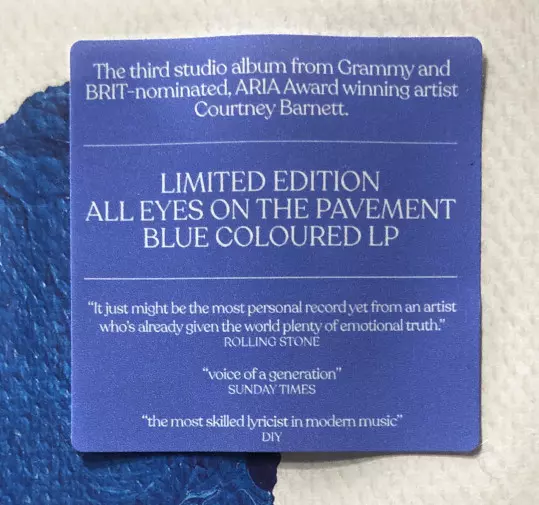 The third studio album from Grammy and
BRIT-nominated, ARIA Award winning artist
Courtney Barnett.
LIMITED EDITION
ALL EYES ON THE PAVEMENT
BLUE COLOURED LP
“It just might be the most personal record yet from an artist
who's already given the world plenty of emotional truth.”
ROLLING STONE
“voice of a generation”
SUNDAY TIMES
“the most skilled lyricist in modern music”
DIY